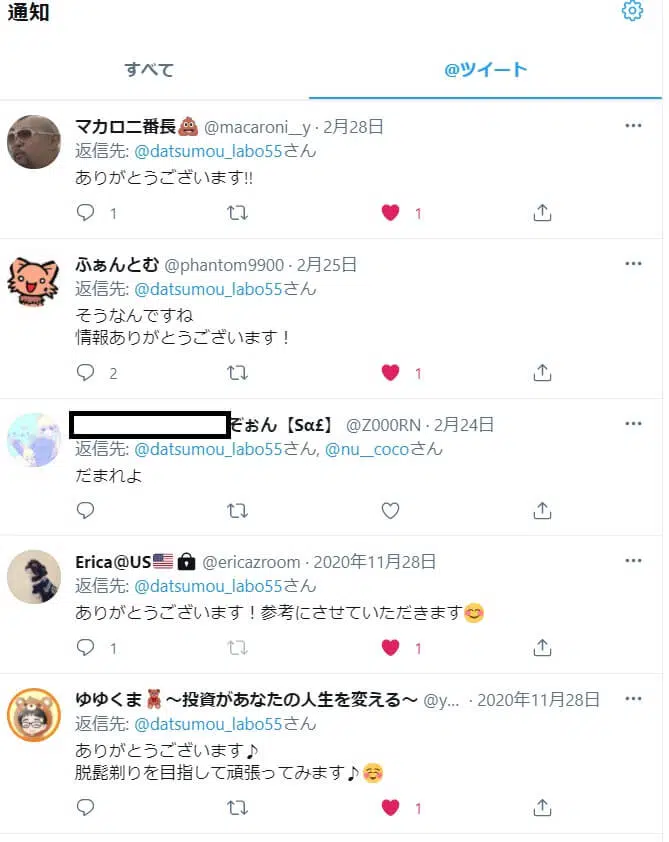 通知
すべて
@ツイート
マカロ二番長💩 @macaroni__y · 2月28日
返信先: @datsumou_labo55さん
ありがとうございます!!
1
1
ふぁんとむ @phantom9900 · 2月25日
返信先: @datsumou_labo55さん
そうなんですね
情報ありがとうございます！
2
1
ぞぉん【Sα£】 @Z000RN · 2月24日
返信先: @datsumou_labo55さん, @nu__cocoさん
だまれよ
Erica@US🇺🇸🔒 @ericazroom · 2020年11月28日
返信先: @datsumou_labo55さん
ありがとうございます！参考にさせていただきます😊
1
1
ゆゆくま🧸〜投資があなたの人生を変える〜 @y... · 2020年11月28日
返信先: @datsumou_labo55さん
ありがとうございます♪
脱髭剃りを目指して頑張ってみます♪☺️
1